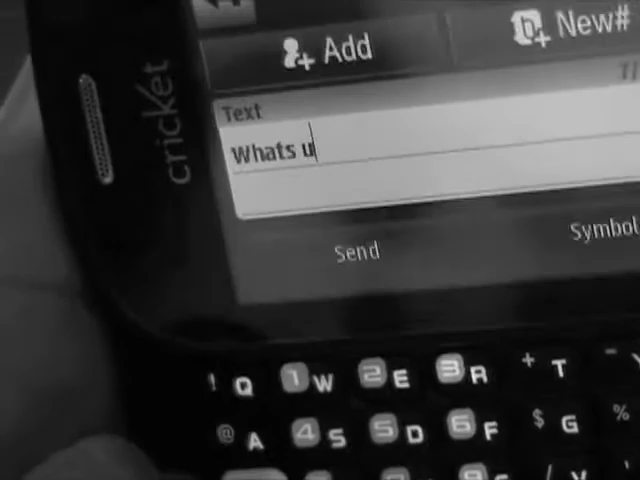 Add
New#
Text
Whats u
Send
Symbol
cricket
! Q 1 W 2 E 3 R + T
@ A 4 S 5 D 6 F $ G %